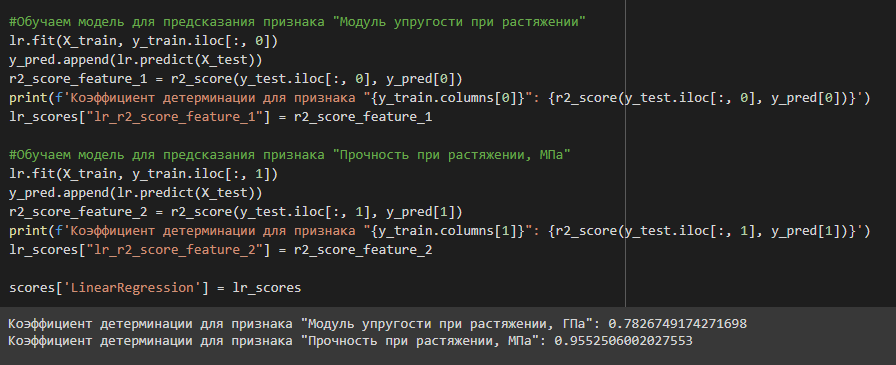 #Обучаем модель для предсказания признака "Модуль упругости при растяжении"
lr.fit(X_train, y_train.iloc[:, 0])
y_pred.append(lr.predict(X_test))
r2_score_feature_1 = r2_score(y_test.iloc[:, 0], y_pred[0])
print(f'Коэффициент детерминации для признака "{y_train.columns[0]}": {r2_score(y_test.iloc[:, 0], y_pred[0])}')
lr_scores["lr_r2_score_feature_1"] = r2_score_feature_1
#Обучаем модель для предсказания признака "Прочность при растяжении, МПа"
lr.fit(X_train, y_train.iloc[:, 1])
y_pred.append(lr.predict(X_test))
r2_score_feature_2 = r2_score(y_test.iloc[:, 1], y_pred[1])
print(f'Коэффициент детерминации для признака "{y_train.columns[1]}": {r2_score(y_test.iloc[:, 1], y_pred[1])}')
lr_scores["lr_r2_score_feature_2"] = r2_score_feature_2
scores['LinearRegression'] = lr_scores
Коэффициент детерминации для признака "Модуль упругости при растяжении, ГПа": 0.7826749174271698
Коэффициент детерминации для признака "Прочность при растяжении, МПа": 0.9552506002027553